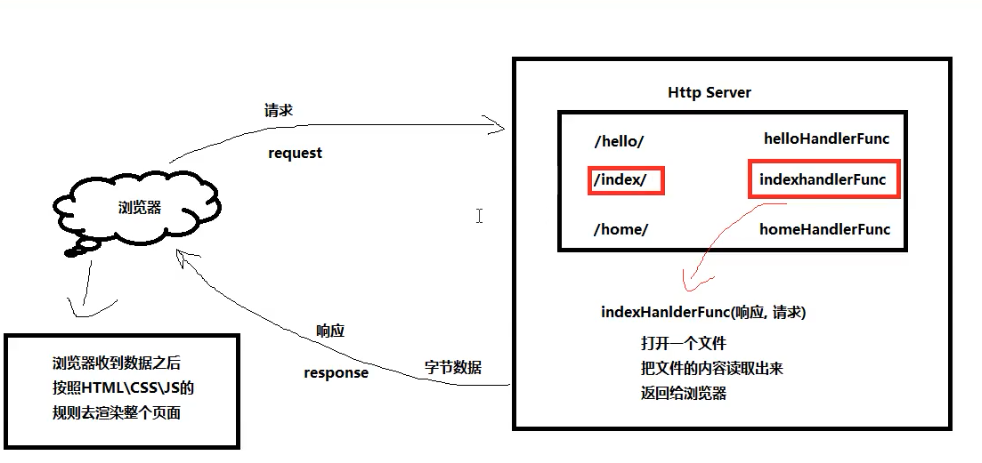 Http Server
请求
request
/hello/ helloHandlerFunc
/index/ indexhandlerFunc
/home/ homeHandlerFunc
浏览器
indexHanlderFunc(响应, 请求)
打开一个文件
把文件的内容读取出来
返回给浏览器
响应
response
字节数据
浏览器收到数据之后
按照HTML\CSS\JS的
规则去渲染整个页面